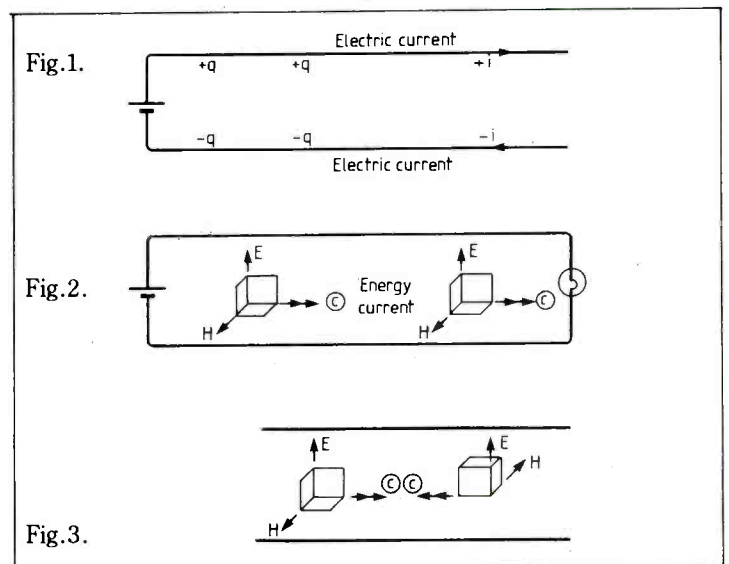 Electric current
Fig.1.
+q +q +i
-q -q -i
Electric current
E E
Fig.2.
Energy
C C
current
H H
E E
H
C C
H
Fig.3.